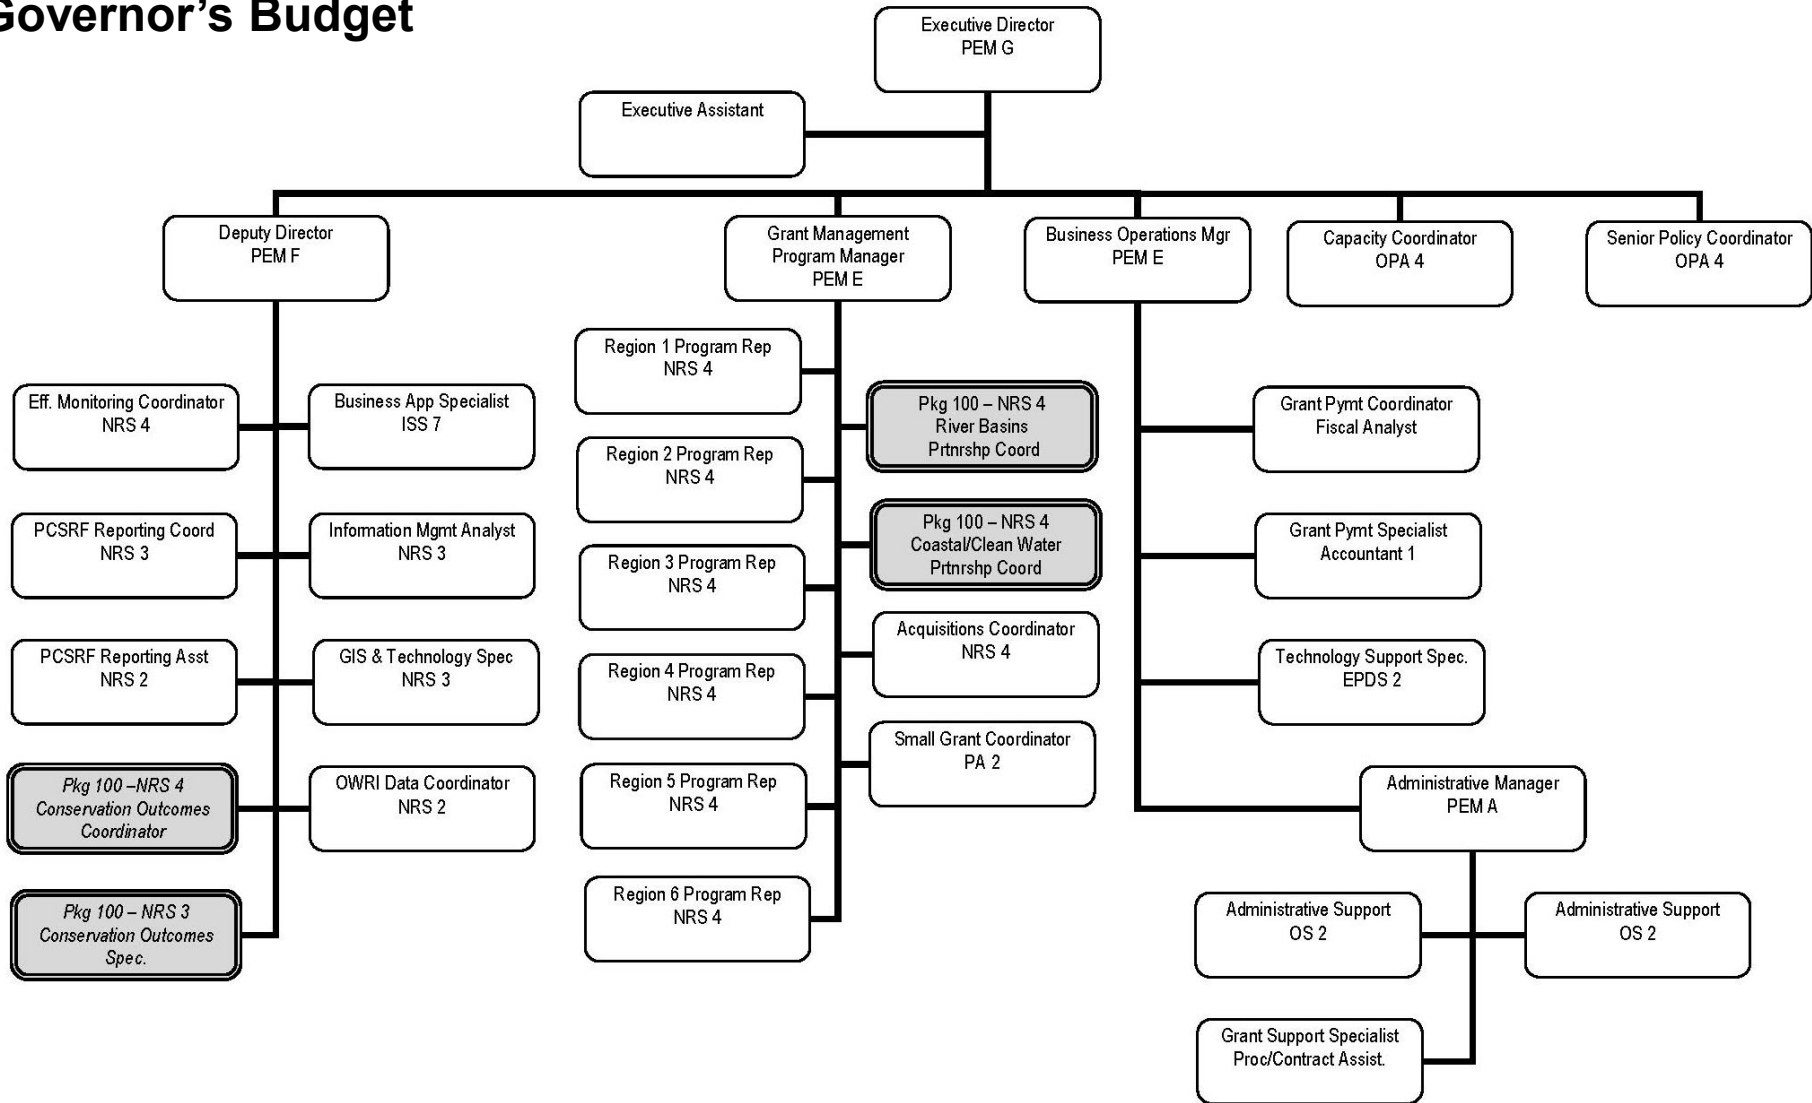 Governor’s Budget
Executive Director
PEM G
Executive Assistant
Deputy Director
PEM F
Grant Management
Program Manager
PEM E
Business Operations Mgr
PEM E
Capacity Coordinator
OPA 4
Senior Policy Coordinator
OPA 4
Eff. Monitoring Coordinator
NRS 4
Business App Specialist
ISS 7
PCSRF Reporting Coord
NRS 3
Information Mgmt Analyst
NRS 3
PCSRF Reporting Asst
NRS 2
GIS & Technology Spec
NRS 3
Pkg 100 –NRS 4
Conservation Outcomes
Coordinator
OWRI Data Coordinator
NRS 2
Pkg 100 – NRS 3
Conservation Outcomes
Spec.
Region 1 Program Rep
NRS 4
Region 2 Program Rep
NRS 4
Region 3 Program Rep
NRS 4
Region 4 Program Rep
NRS 4
Region 5 Program Rep
NRS 4
Region 6 Program Rep
NRS 4
Pkg 100 – NRS 4
River Basins
Prtnrshp Coord
Pkg 100 – NRS 4
Coastal/Clean Water
Prtnrshp Coord
Acquisitions Coordinator
NRS 4
Small Grant Coordinator
PA 2
Grant Pymt Coordinator
Fiscal Analyst
Grant Pymt Specialist
Accountant 1
Technology Support Spec.
EPDS 2
Administrative Manager
PEM A
Administrative Support
OS 2
Administrative Support
OS 2
Grant Support Specialist
Proc/Contract Assist.